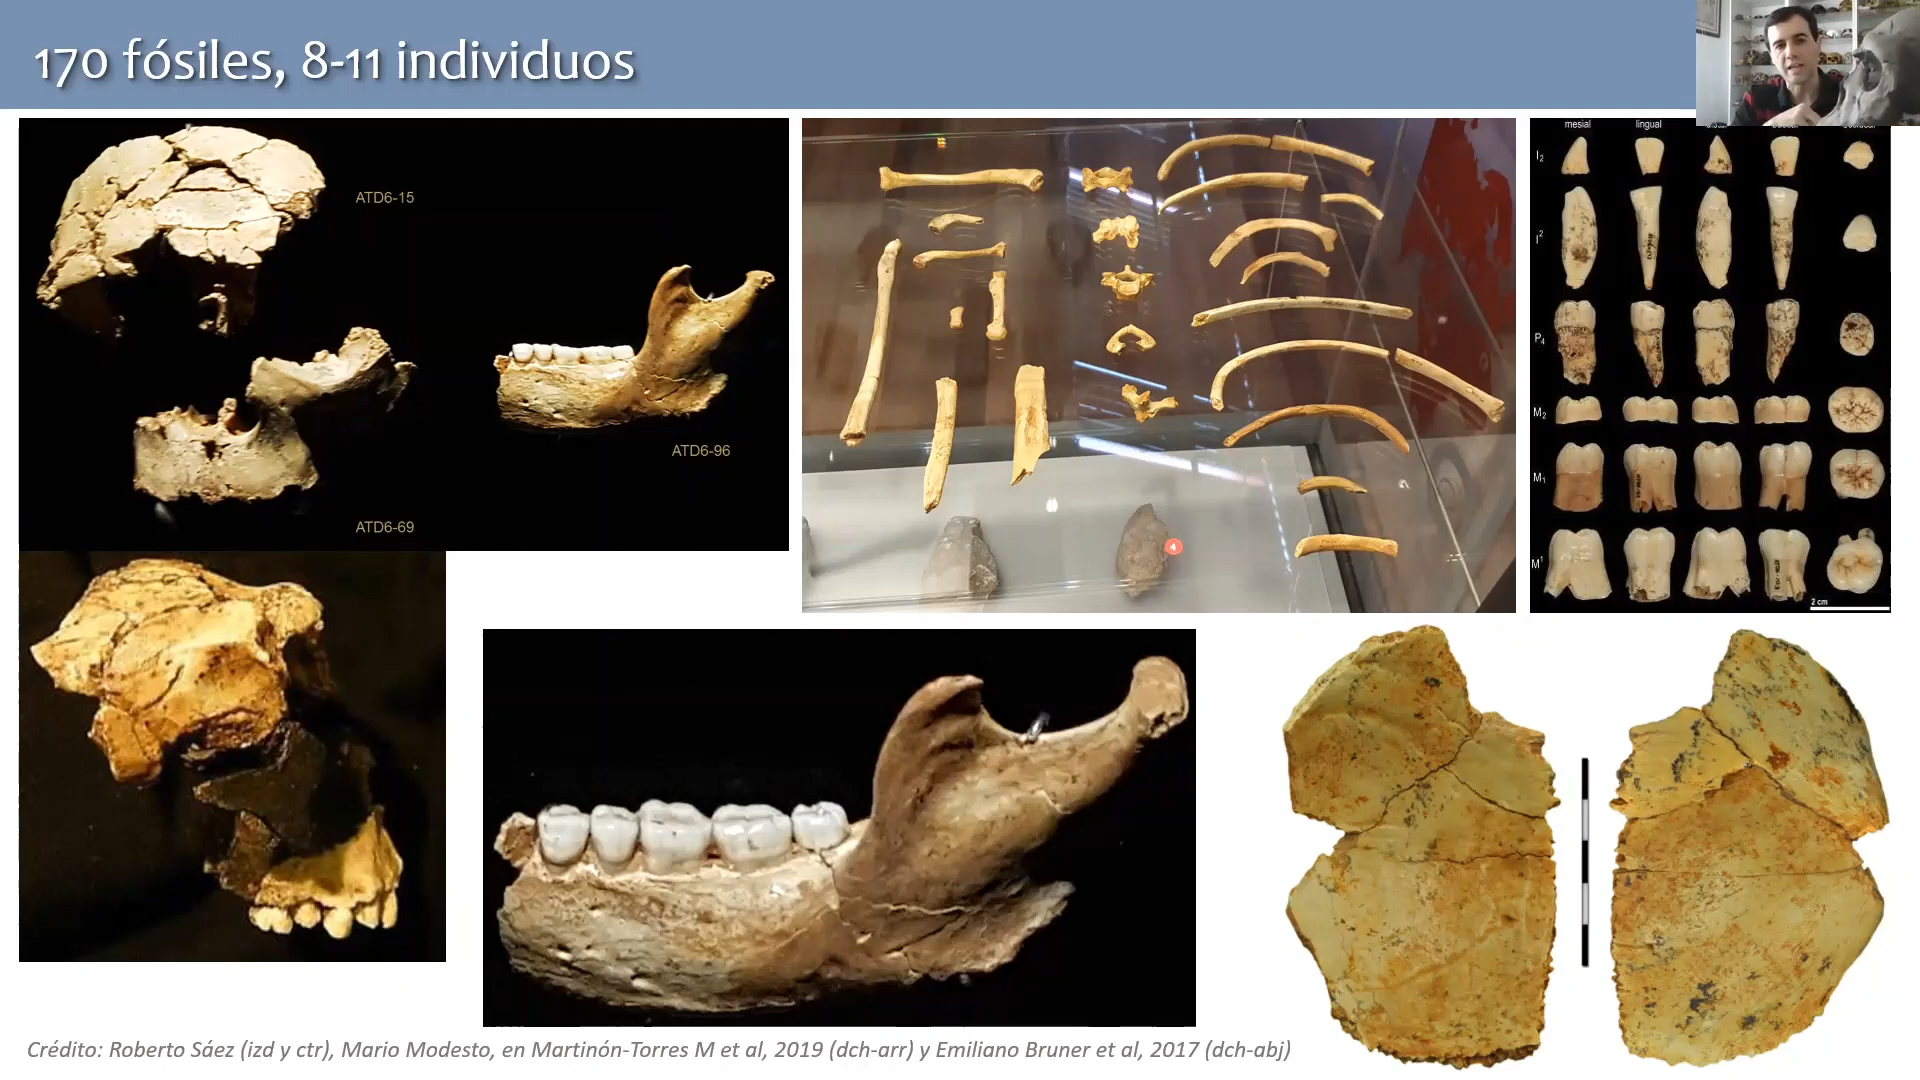 170 fósiles, 8-11 individuos
ATD6-15
ATD6-96
ATD6-69
4
mesial
lingual
I₂
I²
P₄
M₂
M₁
M¹
2 cm
Crédito: Roberto Sáez (izd y ctr), Mario Modesto, en Martinón-Torres M et al, 2019 (dch-arr) y Emiliano Bruner et al, 2017 (dch-abj)